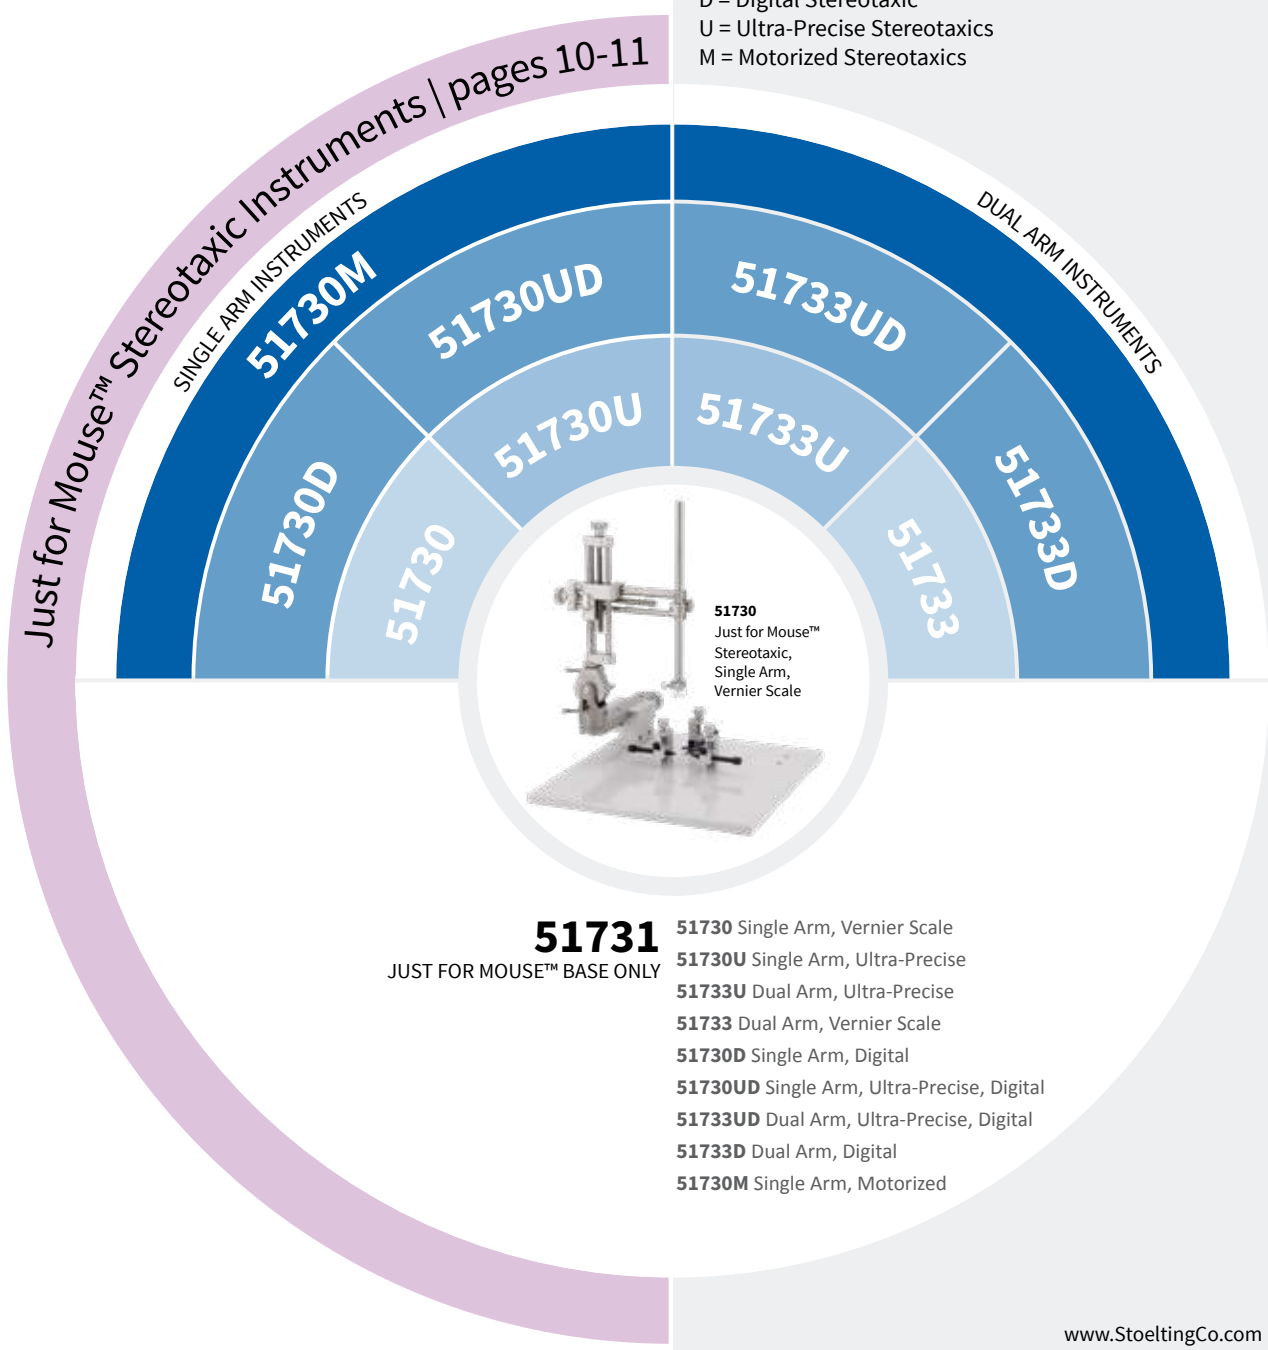 D = Digital Stereotaxic
U = Ultra-Precise Stereotaxics
M = Motorized Stereotaxics
Just for Mouse™ Stereotaxic Instruments | pages 10-11
SINGLE ARM INSTRUMENTS
DUAL ARM INSTRUMENTS
51730M
51730UD
51733UD
51730D
51730U
51733U
51733D
51730
51733
51730
Just for Mouse™
Stereotaxic,
Single Arm,
Vernier Scale
51731
JUST FOR MOUSE™ BASE ONLY
51730 Single Arm, Vernier Scale
51730U Single Arm, Ultra-Precise
51733U Dual Arm, Ultra-Precise
51733 Dual Arm, Vernier Scale
51730D Single Arm, Digital
51730UD Single Arm, Ultra-Precise, Digital
51733UD Dual Arm, Ultra-Precise, Digital
51733D Dual Arm, Digital
51730M Single Arm, Motorized
www.StoeltingCo.com